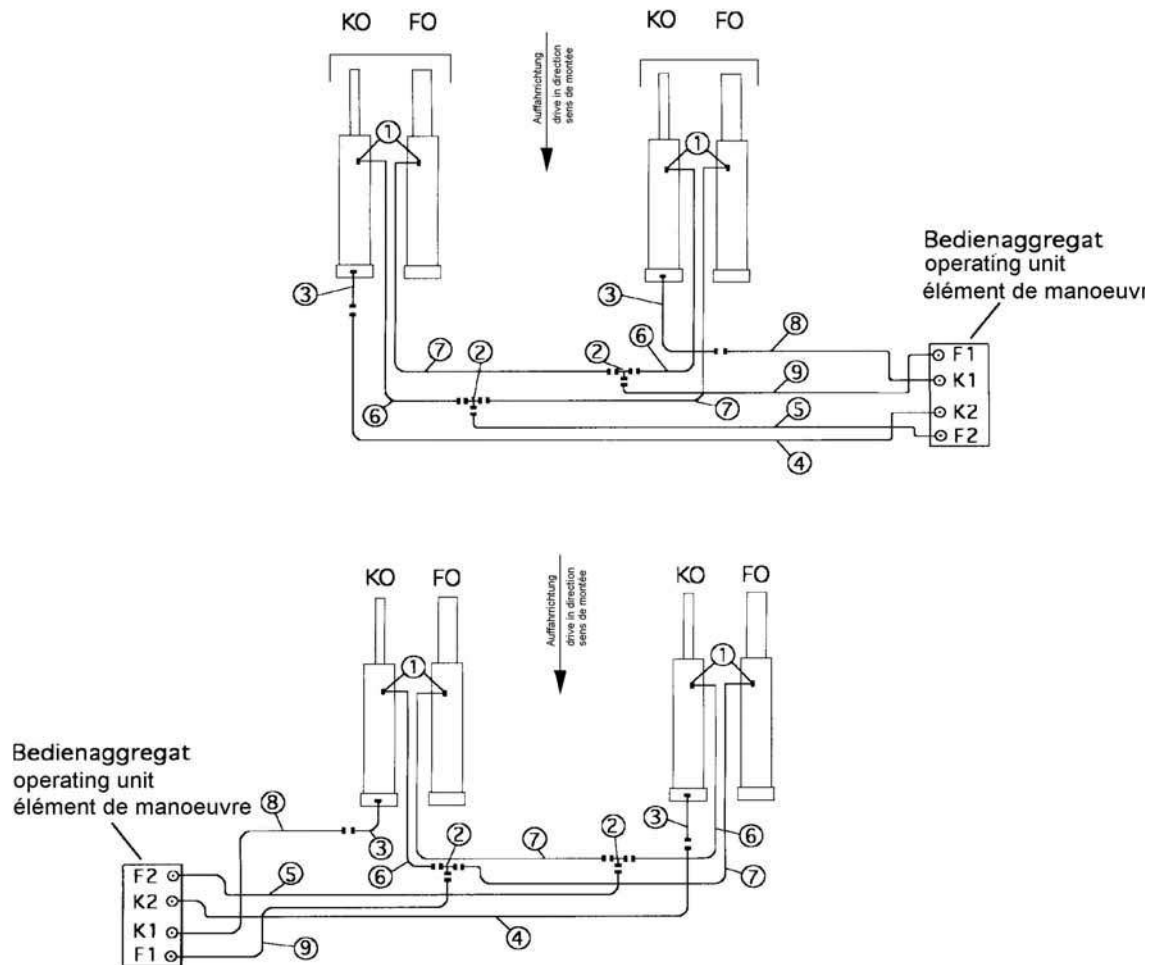 KO FO
KO FO
Auffahrrichtung
drive in direction
sens de montée
1
1
3
3
Bedienaggregat
operating unit
élément de manoeuvr
7
2
2
6
8
9
6
7
5
4
F1
K1
K2
F2
KO FO
KO FO
Auffahrrichtung
drive in direction
sens de montée
1
1
Bedienaggregat
operating unit
élément de manoeuvre
8
3
2
7
2
3
6
6
7
5
4
9
F2
K2
K1
F1